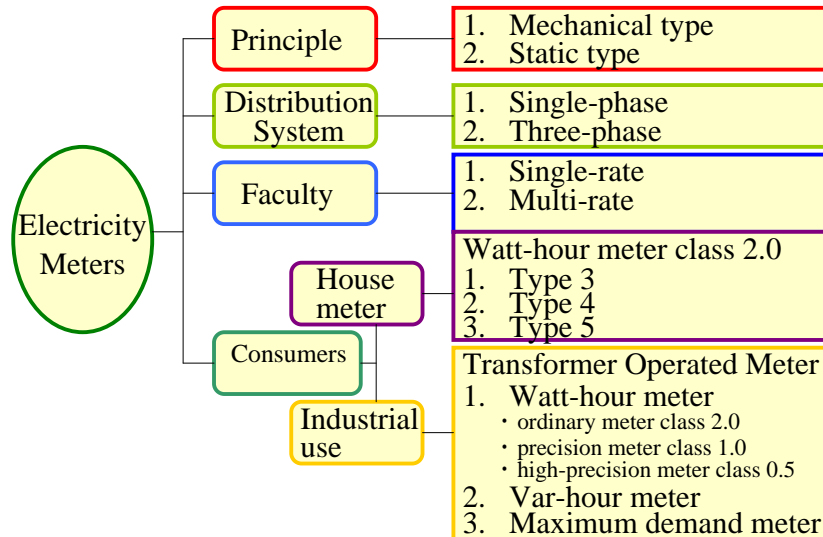 Electricity
Meters
Principle
1. Mechanical type
2. Static type
Distribution
System
1. Single-phase
2. Three-phase
Faculty
1. Single-rate
2. Multi-rate
Consumers
House
meter
Watt-hour meter class 2.0
1. Type 3
2. Type 4
3. Type 5
Industrial
use
Transformer Operated Meter
1. Watt-hour meter
・ordinary meter class 2.0
・precision meter class 1.0
・high-precision meter class 0.5
2. Var-hour meter
3. Maximum demand meter